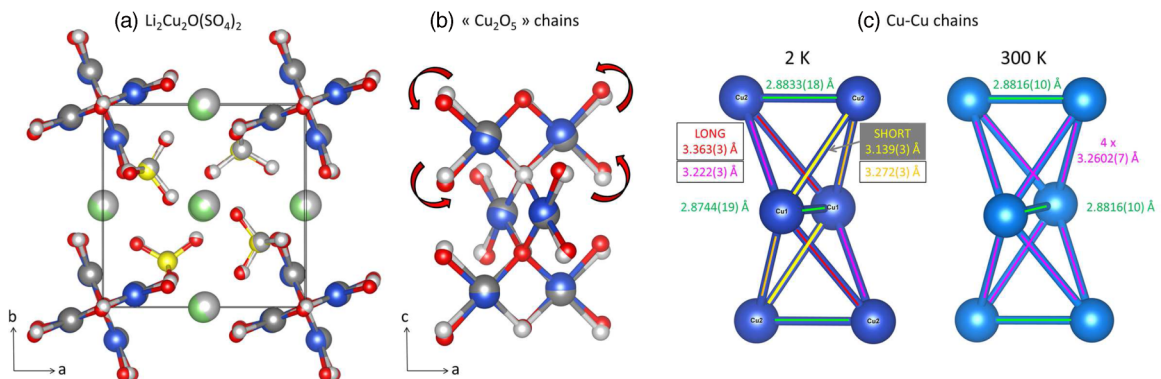 (a) Li2Cu2O(SO4)2
(b) « Cu2O5 » chains
(c) Cu-Cu chains
b
a
c
a
2 K
2.8833(18) Å
Cu2
Cu2
LONG
3.363(3) Å
3.222(3) Å
SHORT
3.139(3) Å
3.272(3) Å
2.8744(19) Å
Cu1
Cu1
Cu2
Cu2
300 K
2.8816(10) Å
4 x
3.2602(7) Å
2.8816(10) Å